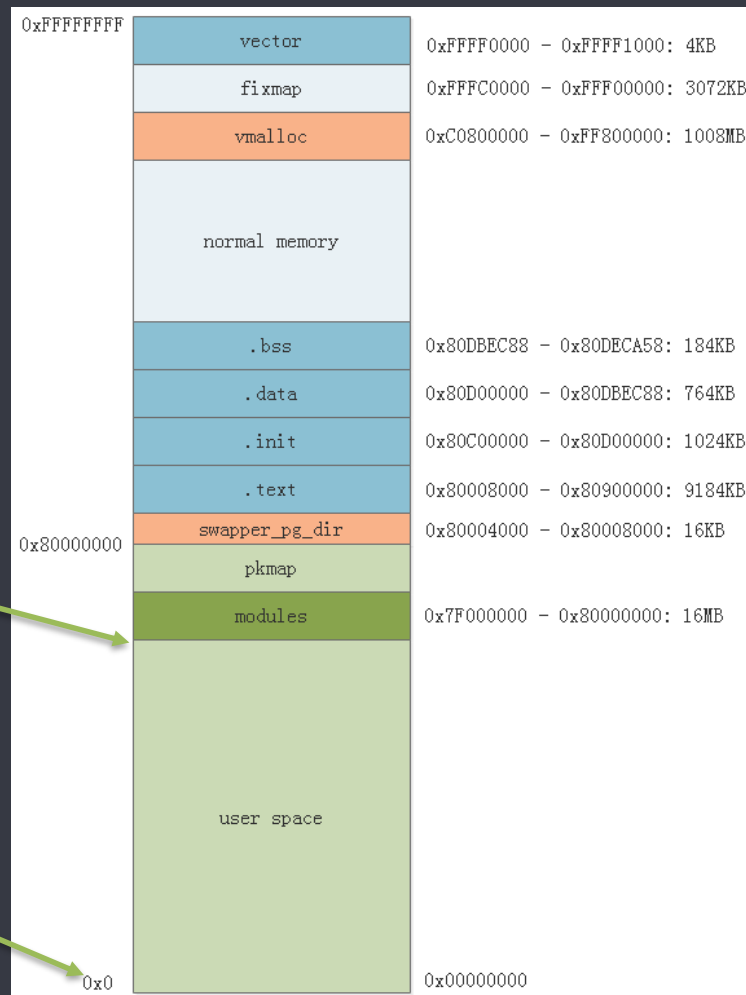 0xFFFFFFFF
vector 0xFFFF0000 - 0xFFFF1000: 4KB
fixmap 0xFFFC0000 - 0xFFF00000: 3072KB
vmalloc 0xC0800000 - 0xFF800000: 1008MB
normal memory
.bss 0x80DBEC88 - 0x80DECA58: 184KB
.data 0x80D00000 - 0x80DBEC88: 764KB
.init 0x80C00000 - 0x80D00000: 1024KB
.text 0x80008000 - 0x80900000: 9184KB
swapper_pg_dir 0x80004000 - 0x80008000: 16KB
0x80000000
pkmap
modules 0x7F000000 - 0x80000000: 16MB
user space
0x0 0x00000000